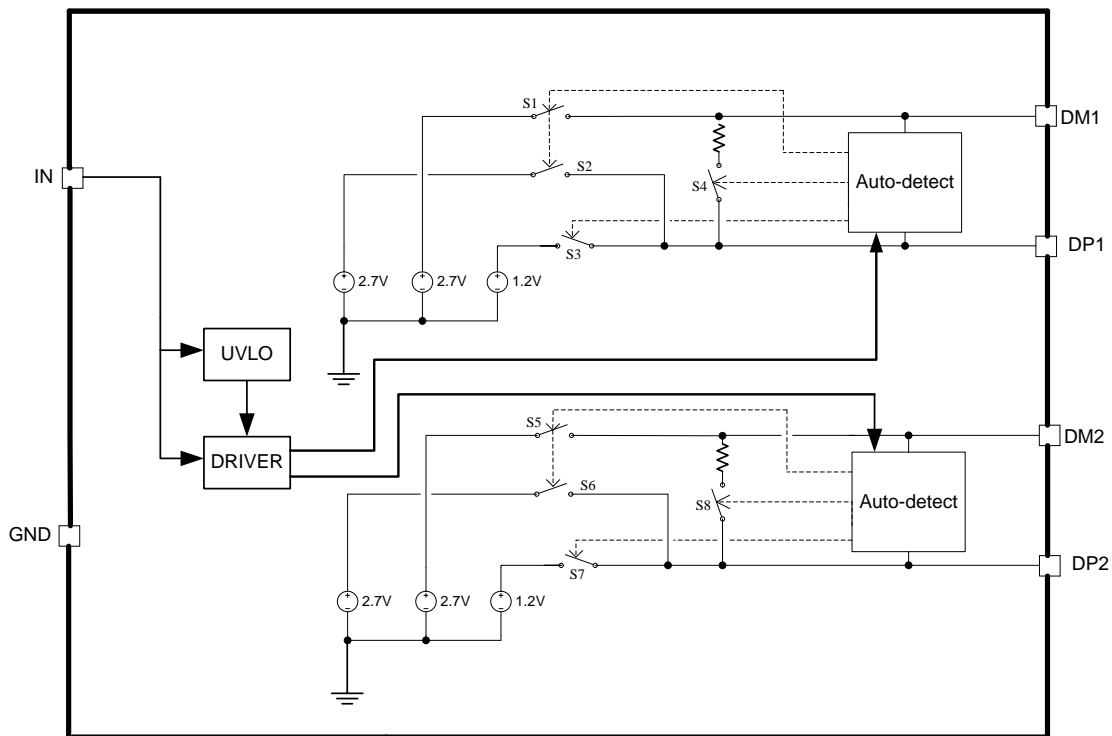 S1
DM1
IN
S2
S4
Auto-detect
S3
DP1
2.7V
2.7V
1.2V
UVLO
S5
DM2
DRIVER
S6
S8
Auto-detect
GND
S7
DP2
2.7V
2.7V
1.2V